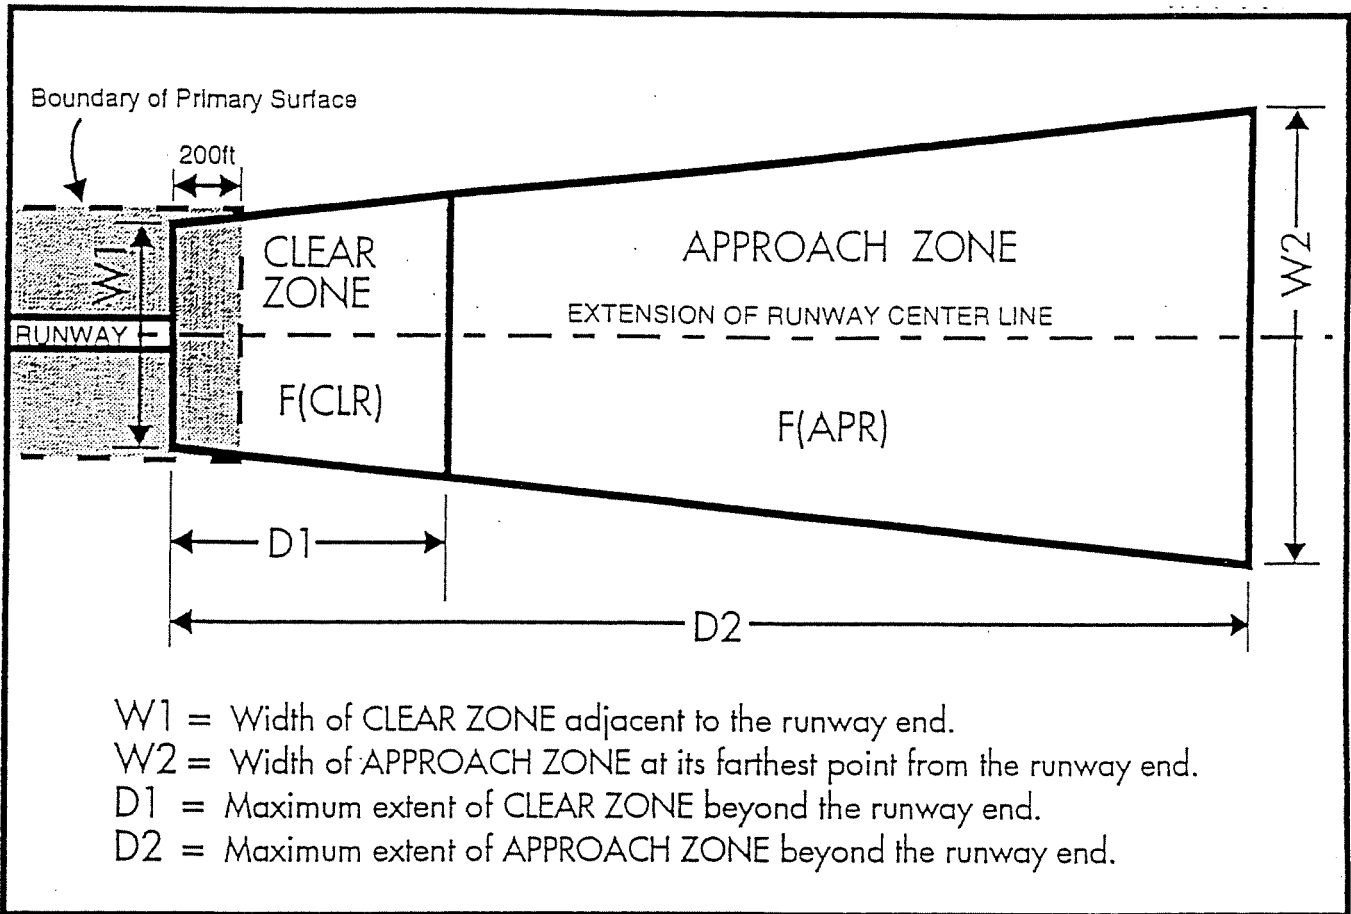 Boundary of Primary Surface
200ft
W1
CLEAR
ZONE
APPROACH ZONE
W2
EXTENSION OF RUNWAY CENTER LINE
RUNWAY
F(CLR)
F(APR)
D1
D2
W1 = Width of CLEAR ZONE adjacent to the runway end.
W2 = Width of APPROACH ZONE at its farthest point from the runway end.
D1 = Maximum extent of CLEAR ZONE beyond the runway end.
D2 = Maximum extent of APPROACH ZONE beyond the runway end.